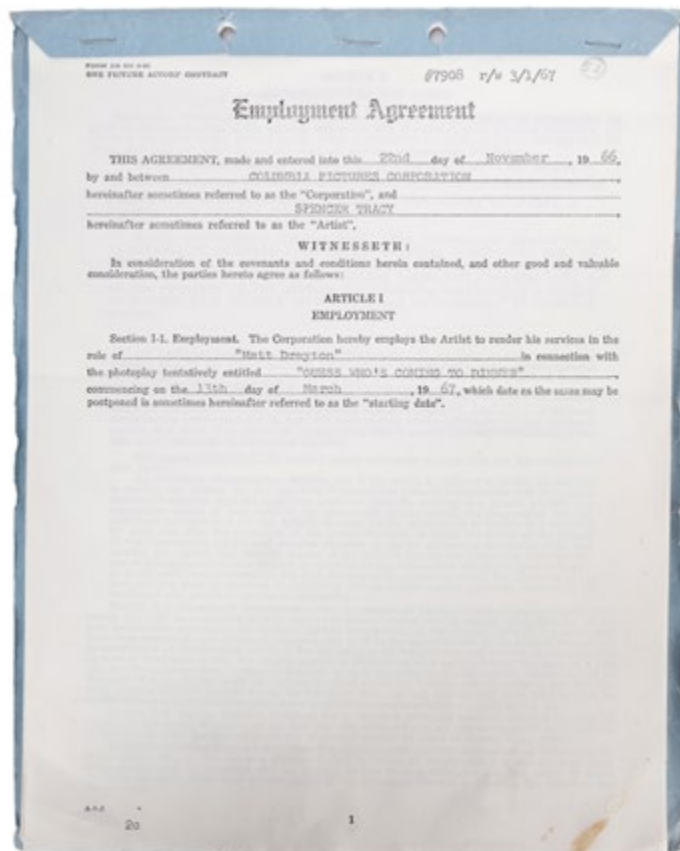 ONE PICTURE ACTORS' CONTRACT
#7908 r/w 3/1/67
Employment Agreement
THIS AGREEMENT, made and entered into this 22nd day of November , 19 66,
by and between COLUMBIA PICTURES CORPORATION ,
hereinafter sometimes referred to as the "Corporation", and
SPENCER TRACY ,
hereinafter sometimes referred to as the "Artist",
WITNESSETH:
In consideration of the covenants and conditions herein contained, and other good and valuable
consideration, the parties hereto agree as follows:
ARTICLE I
EMPLOYMENT
Section I-1. Employment. The Corporation hereby employs the Artist to render his services in the
role of "Matt Drayton" in connection with
the photoplay tentatively entitled "GUESS WHO'S COMING TO DINNER" ,
commencing on the 13th day of March , 19 67, which date as the same may be
postponed is sometimes hereinafter referred to as the "starting date".
1